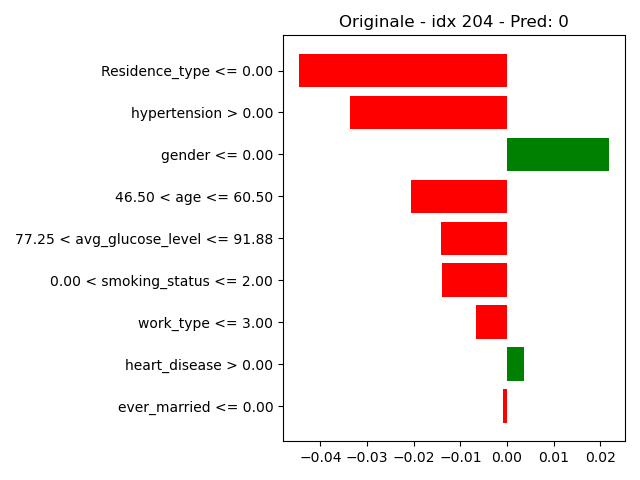 Originale - idx 204 - Pred: 0
Residence_type <= 0.00
hypertension > 0.00
gender <= 0.00
46.50 < age <= 60.50
77.25 < avg_glucose_level <= 91.88
0.00 < smoking_status <= 2.00
work_type <= 3.00
heart_disease > 0.00
ever_married <= 0.00
−0.04 −0.03 −0.02 −0.01 0.00 0.01 0.02